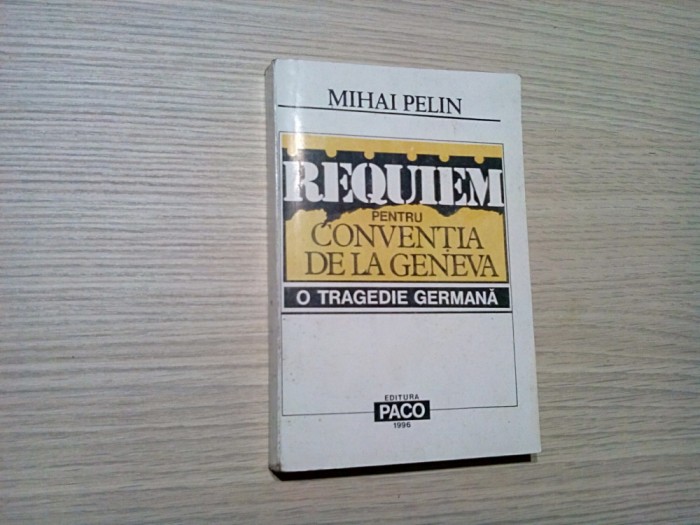 MIHAI PELIN
REQUIEM
PENTRU
CONVENȚIA
DE LA GENEVA
O TRAGEDIE GERMANĂ
EDITURA
PACO
1996